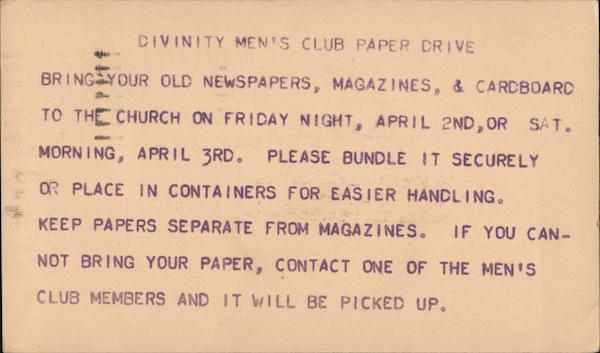 DIVINITY MEN'S CLUB PAPER DRIVE
BRING YOUR OLD NEWSPAPERS, MAGAZINES, & CARDBOARD
TO THE CHURCH ON FRIDAY NIGHT, APRIL 2ND, OR SAT.
MORNING, APRIL 3RD. PLEASE BUNDLE IT SECURELY
OR PLACE IN CONTAINERS FOR EASIER HANDLING.
KEEP PAPERS SEPARATE FROM MAGAZINES. IF YOU CAN-
NOT BRING YOUR PAPER, CONTACT ONE OF THE MEN'S
CLUB MEMBERS AND IT WILL BE PICKED UP.